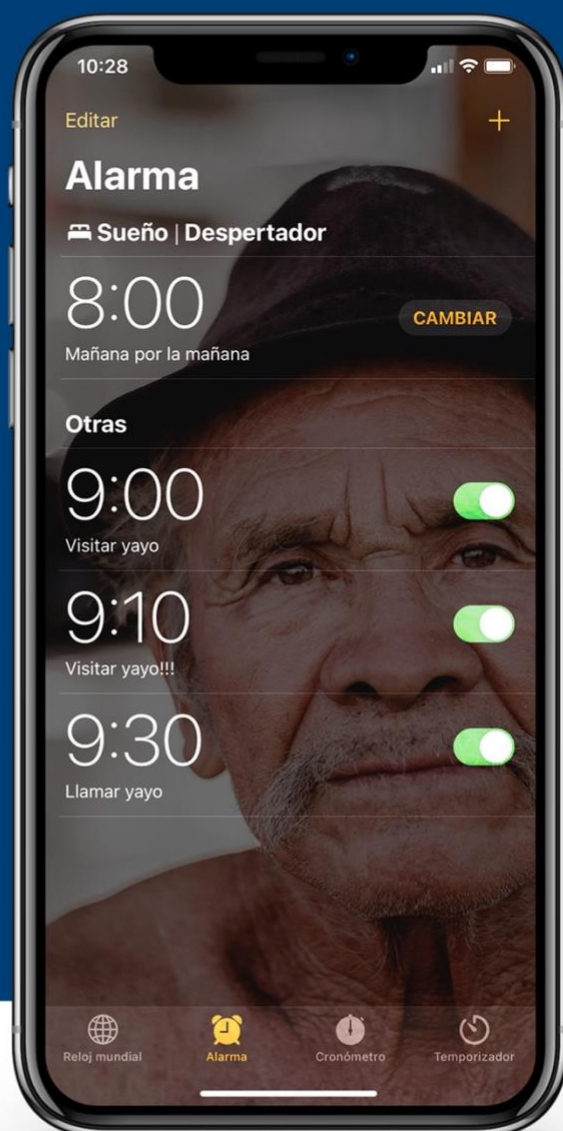 10:28
Editar
Alarma
Sueño | Despertador
8:00
CAMBIAR
Mañana por la mañana
Otras
9:00
Visitar yayo
9:10
Visitar yayo!!!
9:30
Llamar yayo
Reloj mundial
Alarma
Cronómetro
Temporizador